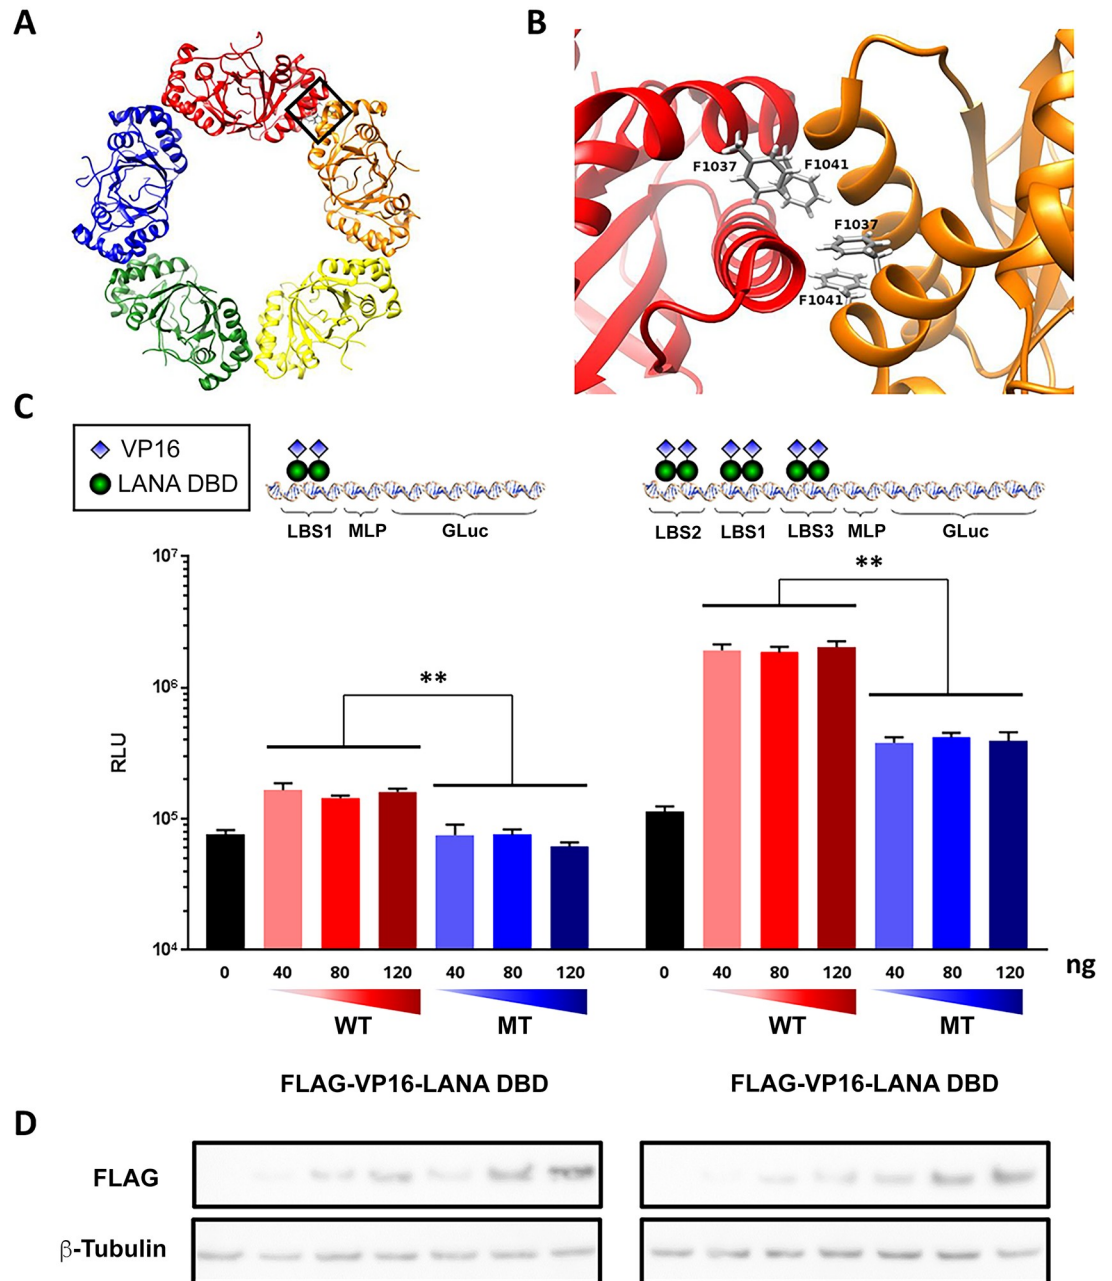 A
B
F1037
F1041
F1037
F1041
C
VP16
LANA DBD
LBS1 MLP GLuc
LBS2 LBS1 LBS3 MLP GLuc
10⁷
10⁶
10⁵
10⁴
RLU
**
**
0 40 80 120 40 80 120 0 40 80 120 40 80 120 ng
WT MT WT MT
FLAG-VP16-LANA DBD FLAG-VP16-LANA DBD
D
FLAG
β-Tubulin